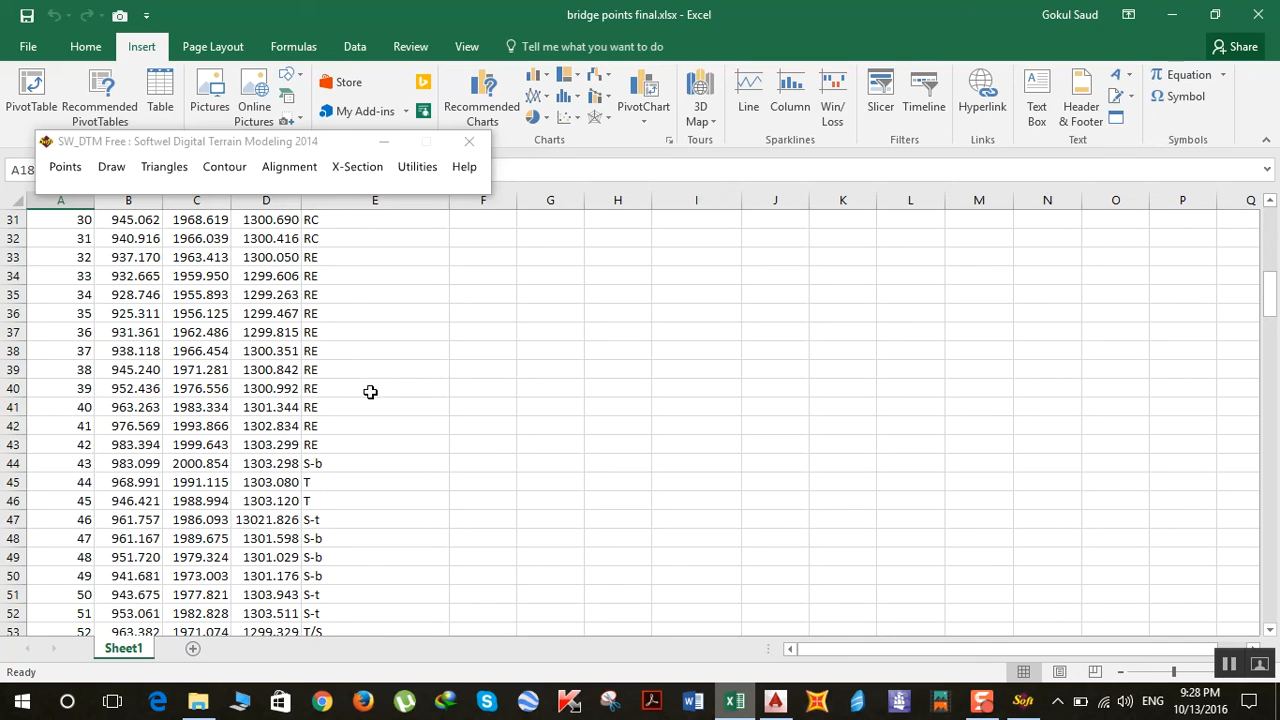 bridge points final.xlsx - Excel
Gokul Saud
File Home Insert Page Layout Formulas Data Review View Tell me what you want to do Share
PivotTable Recommended PivotTables Table Pictures Online Pictures Store My Add-ins Recommended Charts PivotChart 3D Map Line Column Win/Loss Slicer Timeline Hyperlink Text Box Header & Footer Equation Symbol
Charts Tours Sparklines Filters Links Text Symbols
SW_DTM Free : Softwel Digital Terrain Modeling 2014
Points Draw Triangles Contour Alignment X-Section Utilities Help
A18
A B C D E F G H I J K L M N O P Q
31 30 945.062 1968.619 1300.690 RC
32 31 940.916 1966.039 1300.416 RC
33 32 937.170 1963.413 1300.050 RE
34 33 932.665 1959.950 1299.606 RE
35 34 928.746 1955.893 1299.263 RE
36 35 925.311 1956.125 1299.467 RE
37 36 931.361 1962.486 1299.815 RE
38 37 938.118 1966.454 1300.351 RE
39 38 945.240 1971.281 1300.842 RE
40 39 952.436 1976.556 1300.992 RE
41 40 963.263 1983.334 1301.344 RE
42 41 976.569 1993.866 1302.834 RE
43 42 983.394 1999.643 1303.299 RE
44 43 983.099 2000.854 1303.298 S-b
45 44 968.991 1991.115 1303.080 T
46 45 946.421 1988.994 1303.120 T
47 46 961.757 1986.093 13021.826 S-t
48 47 961.167 1989.675 1301.598 S-b
49 48 951.720 1979.324 1301.029 S-b
50 49 941.681 1973.003 1301.176 S-b
51 50 943.675 1977.821 1303.943 S-t
52 51 953.061 1982.828 1303.511 S-t
53 52 963.382 1971.074 1299.329 T/S
Sheet1
Ready
ENG
9:28 PM
10/13/2016